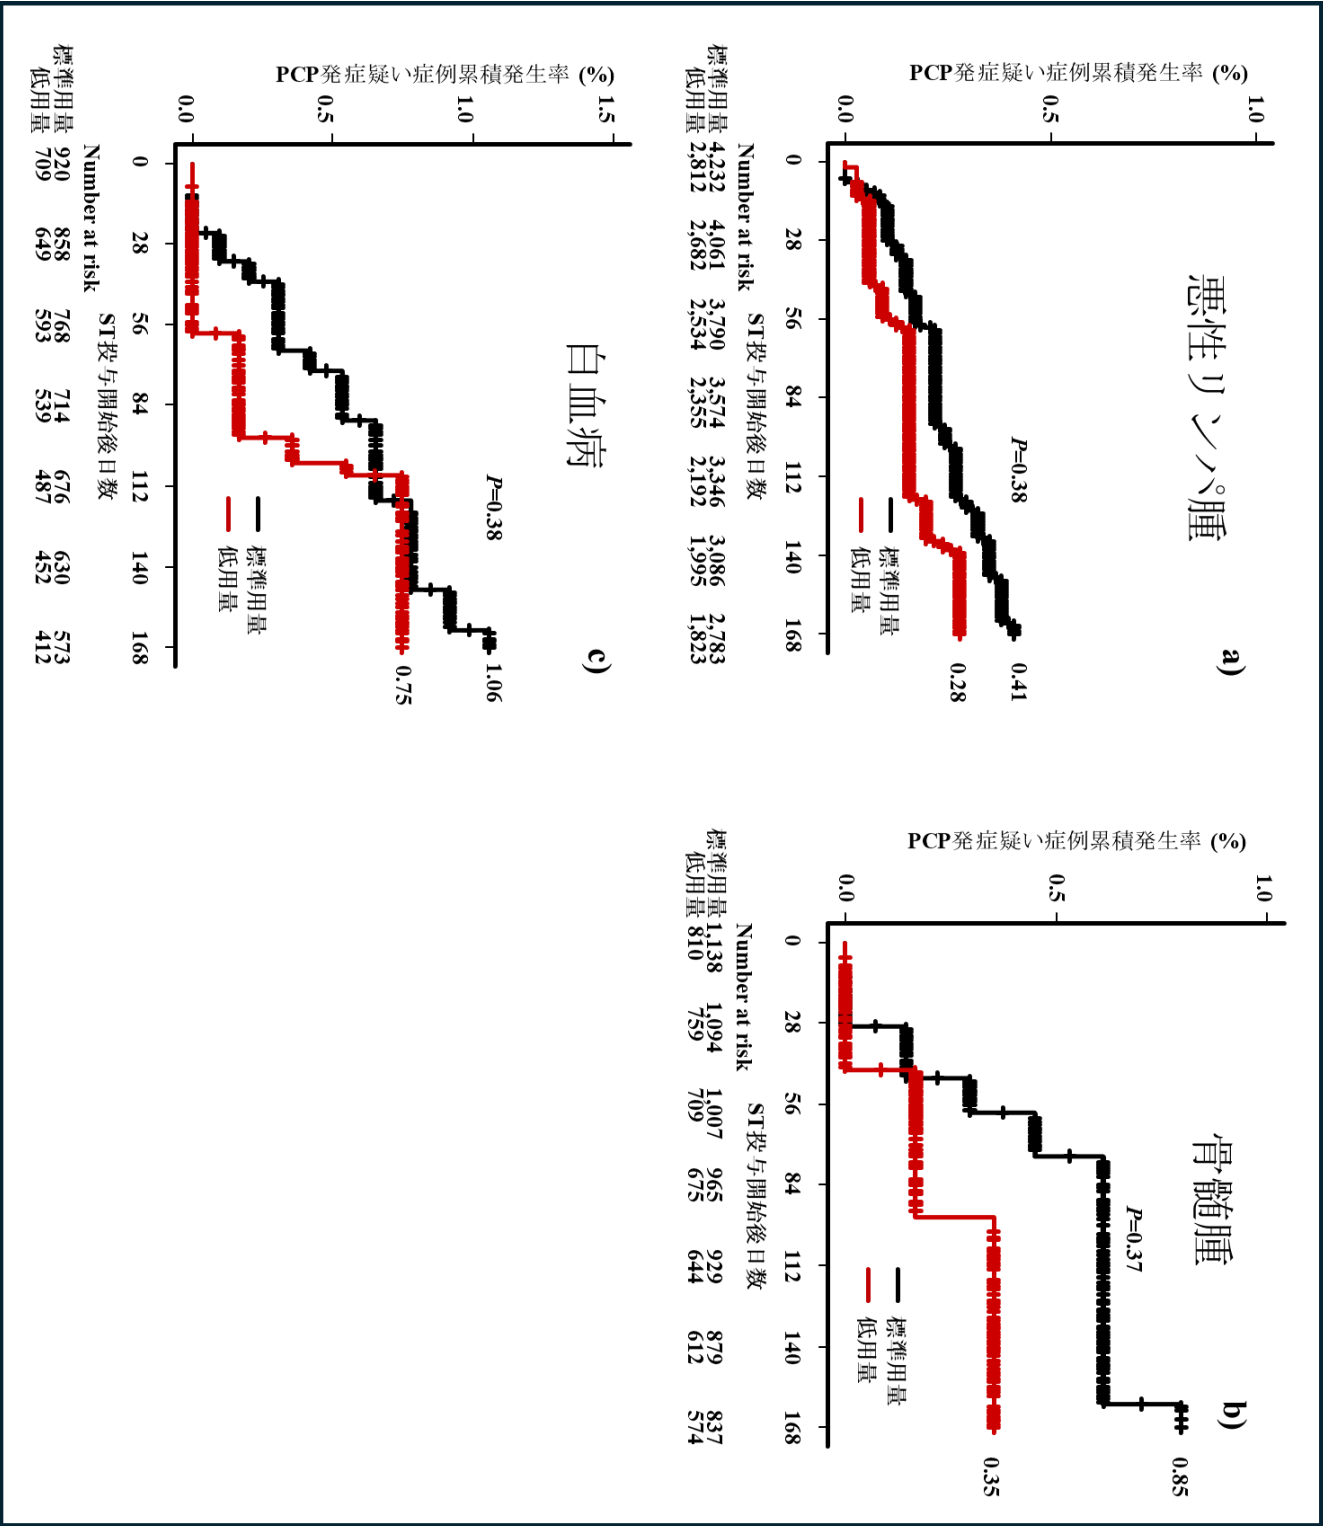 a)
悪性リンパ腫
PCP発症疑い症例累積発生率 (%)
1.0
0.5
0.0
P=0.38
0.41
0.28
標準用量
低用量
0 28 56 84 112 140 168
ST投与開始後日数
Number at risk
標準用量 4,232 4,061 3,790 3,574 3,346 3,086 2,783
低用量 2,812 2,682 2,534 2,355 2,192 1,995 1,823
b)
骨髄腫
PCP発症疑い症例累積発生率 (%)
1.0
0.5
0.0
P=0.37
0.85
0.35
標準用量
低用量
0 28 56 84 112 140 168
ST投与開始後日数
Number at risk
標準用量 1,138 1,094 1,007 965 929 879 837
低用量 810 759 709 675 644 612 574
c)
白血病
PCP発症疑い症例累積発生率 (%)
1.5
1.0
0.5
0.0
P=0.38
1.06
0.75
標準用量
低用量
0 28 56 84 112 140 168
ST投与開始後日数
Number at risk
標準用量 920 858 768 714 676 630 573
低用量 709 649 593 539 487 452 412